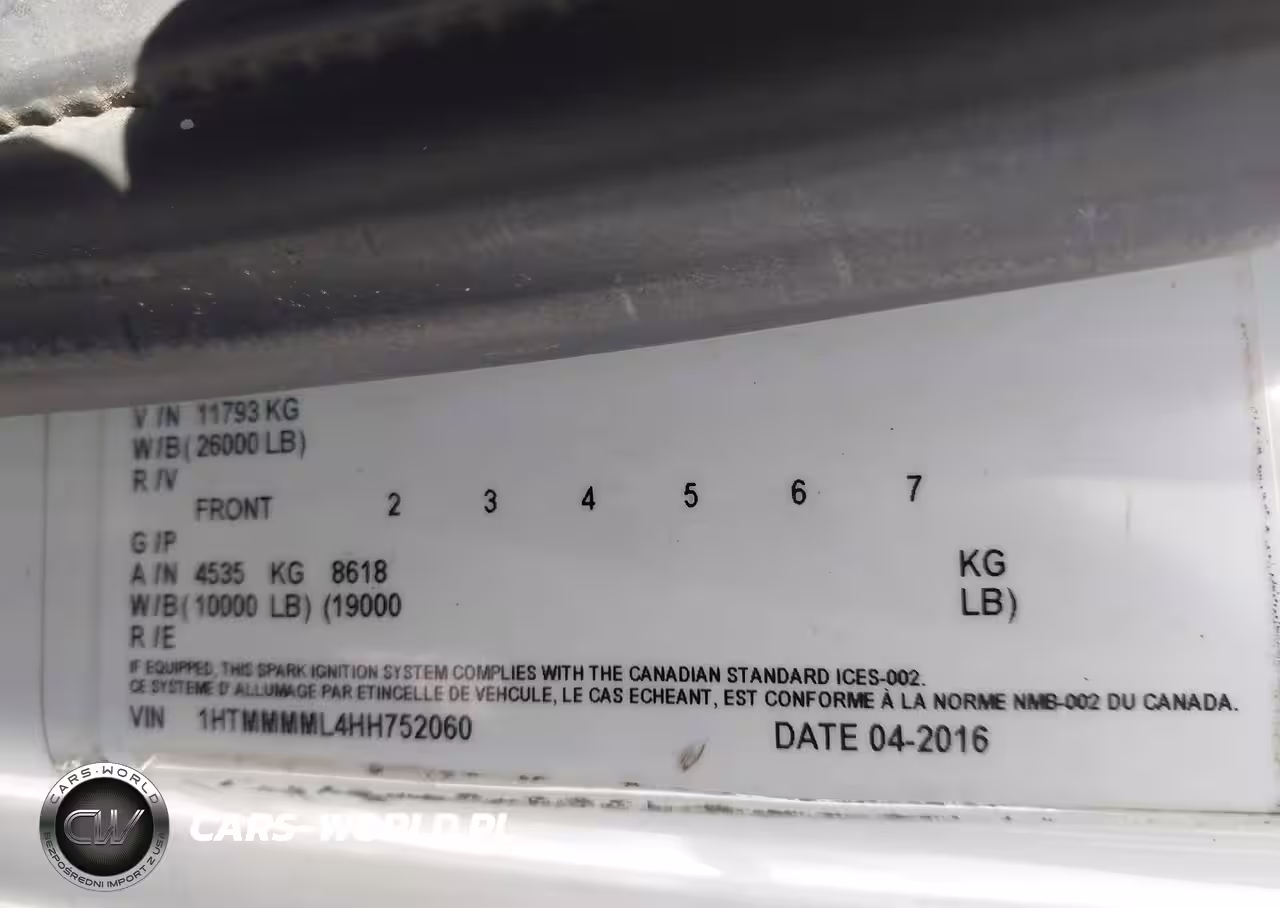 V/N 11793 KG
W/B (26000 LB)
R/V
FRONT 2 3 4 5 6 7
G/P
A/N 4535 KG 8618 KG
W/B (10000 LB) (19000 LB)
R/E
IF EQUIPPED, THIS SPARK IGNITION SYSTEM COMPLIES WITH THE CANADIAN STANDARD ICES-002.
CE SYSTEME D'ALLUMAGE PAR ETINCELLE DE VEHCULE, LE CAS ECHEANT, EST CONFORME À LA NORME NMB-002 DU CANADA.
VIN 1HTMMMML4HH752060 DATE 04-2016
CARS-WORLD
CW
BEZPOŚREDNI IMPORT Z USA
CARS-WORLD.PL